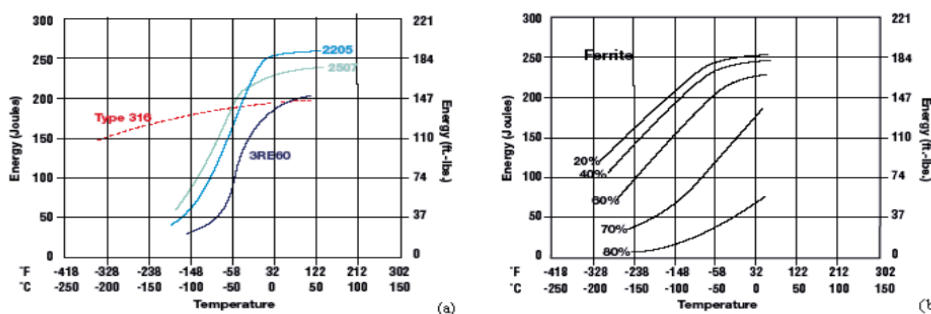 300 221
250 184
2205
2507
200 147
Type 316
150 110
3RE60
100 74
50 37
0 0
Energy (Joules)
Energy (ft.-lbs.)
°F -418 -328 -238 -148 -58 32 122 212 302
°C -250 -200 -150 -100 -50 0 50 100 150
Temperature
(a)
300 221
250 184
Ferrite
200 147
150 110
20%
40%
100 74
60%
50 37
70%
80%
0 0
Energy (Joules)
Energy (ft.-lbs.)
°F -418 -328 -238 -148 -58 32 122 212 302
°C -250 -200 -150 -100 -50 0 50 100 150
Temperature
(b